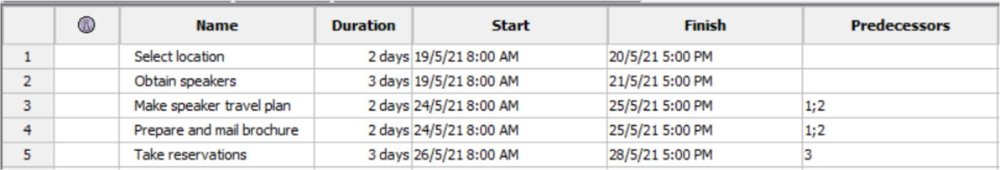 Name Duration Start Finish Predecessors
1 Select location 2 days 19/5/21 8:00 AM 20/5/21 5:00 PM
2 Obtain speakers 3 days 19/5/21 8:00 AM 21/5/21 5:00 PM
3 Make speaker travel plan 2 days 24/5/21 8:00 AM 25/5/21 5:00 PM 1;2
4 Prepare and mail brochure 2 days 24/5/21 8:00 AM 25/5/21 5:00 PM 1;2
5 Take reservations 3 days 26/5/21 8:00 AM 28/5/21 5:00 PM 3